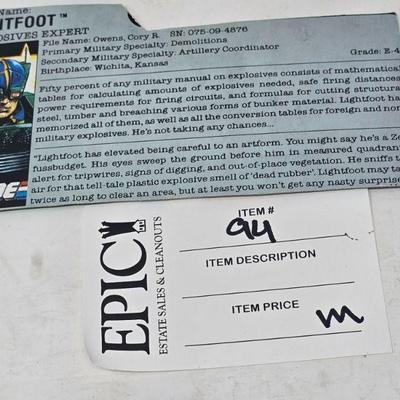 Name:
LIGHTFOOT™
EXPLOSIVES EXPERT
File Name: Owens, Cory R. SN: 075-09-4876
Primary Military Specialty: Demolitions
Secondary Military Specialty: Artillery Coordinator
Birthplace: Wichita, Kansas
Grade: E-4
Fifty percent of any military manual on explosives consists of mathematical
tables for calculating amounts of explosives needed, safe firing distances,
power requirements for firing circuits, and formulas for cutting structural
steel, timber and breaching various forms of bunker material. Lightfoot has
memorized all of them, as well as all the conversion tables for foreign and
military explosives. He's not taking any chances...
"Lightfoot has elevated being careful to an artform. You might say he's a
fussbudget. His eyes sweep the ground before him in measured quadrants
alert for tripwires, signs of digging, and out-of-place vegetation. He sniffs the
air for that tell-tale plastic explosive smell of 'dead rubber'. Lightfoot may take
twice as long to clear an area, but at least you won't get any nasty surprises
EPIC
ESTATE SALES & CLEANOUTS
ITEM #
94
ITEM DESCRIPTION
ITEM PRICE
m